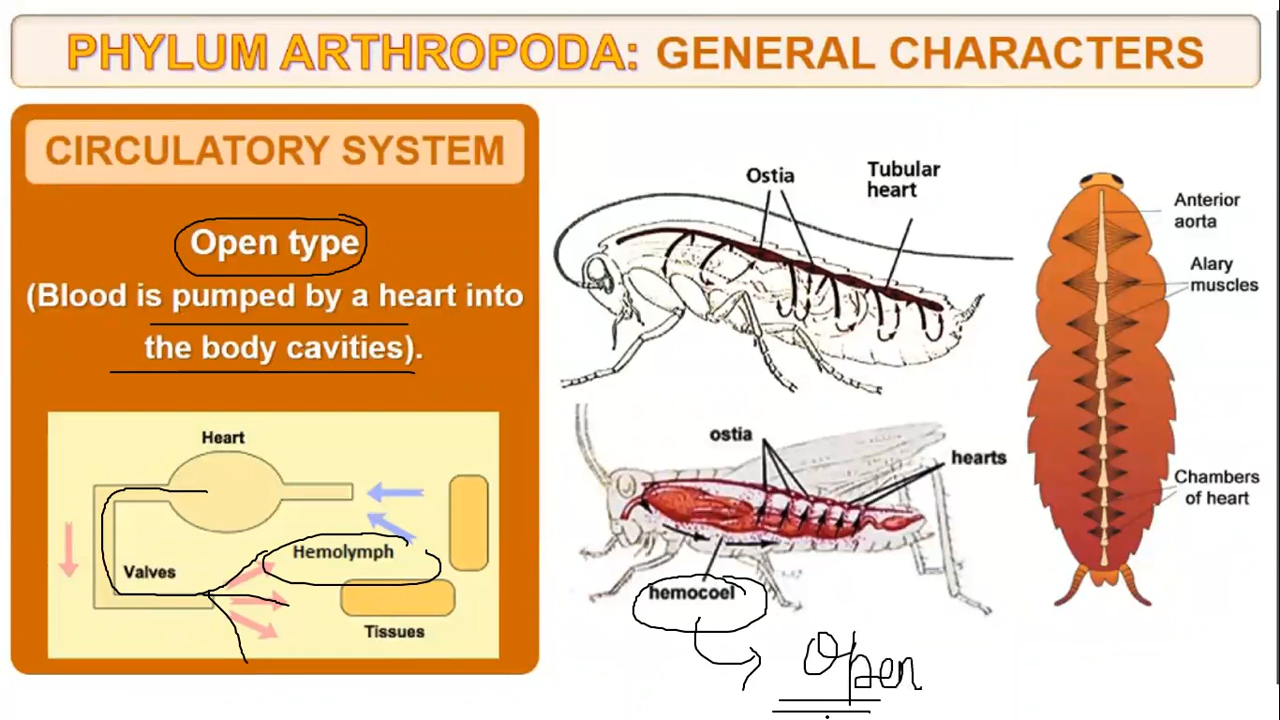 PHYLUM ARTHROPODA: GENERAL CHARACTERS
CIRCULATORY SYSTEM
Open type
(Blood is pumped by a heart into
the body cavities).
Heart
Hemolymph
Valves
Tissues
Ostia
Tubular
heart
ostia
hearts
hemocoel
Open
Anterior
aorta
Alary
muscles
Chambers
of heart